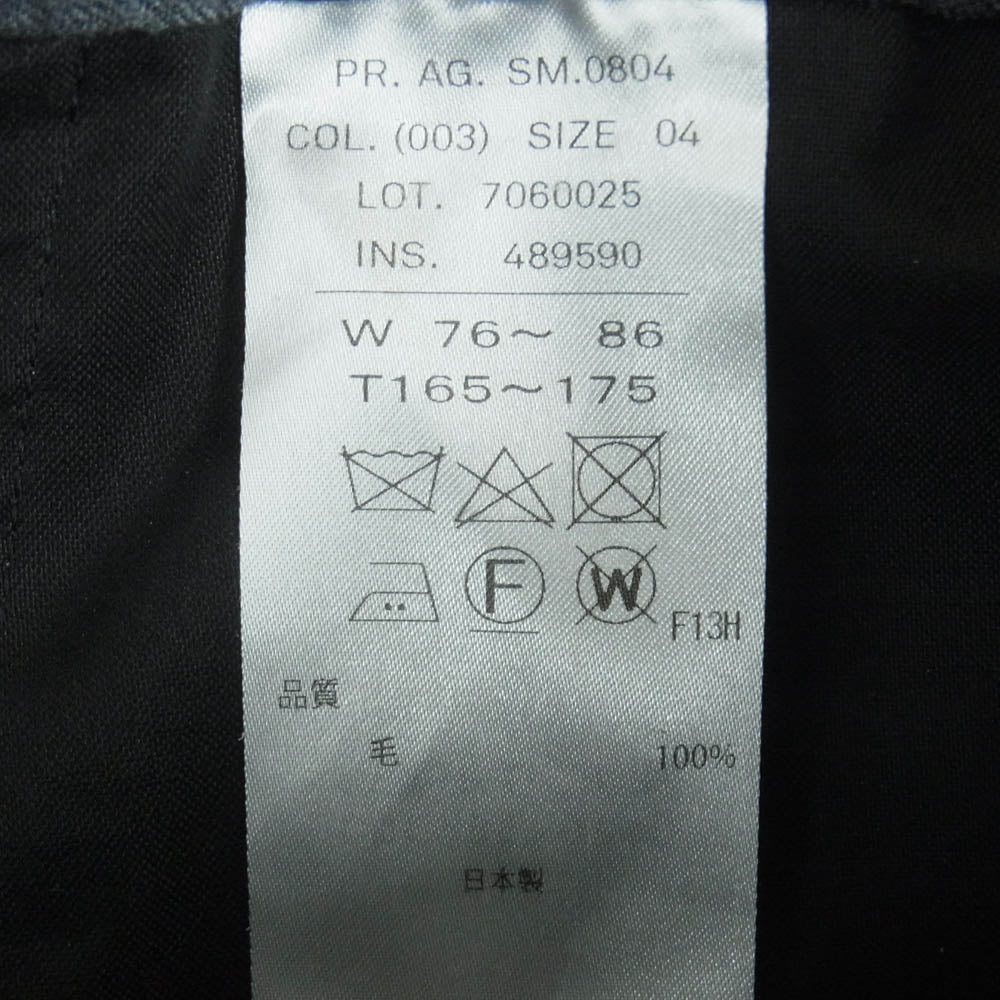 PR. AG. SM.0804
COL. (003) SIZE 04
LOT. 7060025
INS. 489590
W 76～ 86
T165～175
F W F13H
品質
毛 100%
日本製